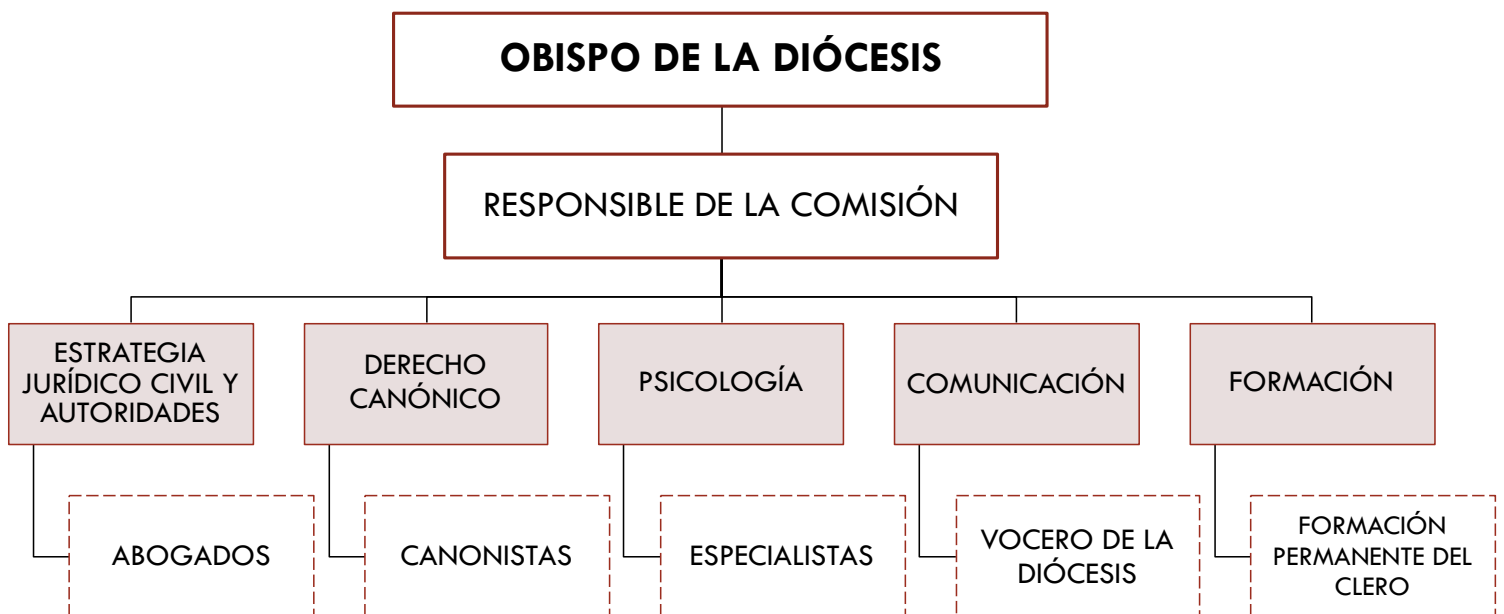 OBISPO DE LA DIÓCESIS
RESPONSIBLE DE LA COMISIÓN
ESTRATEGIA
JURÍDICO CIVIL Y
AUTORIDADES
DERECHO
CANÓNICO
PSICOLOGÍA
COMUNICACIÓN
FORMACIÓN
ABOGADOS
CANONISTAS
ESPECIALISTAS
VOCERO DE LA
DIÓCESIS
FORMACIÓN
PERMANENTE DEL
CLERO